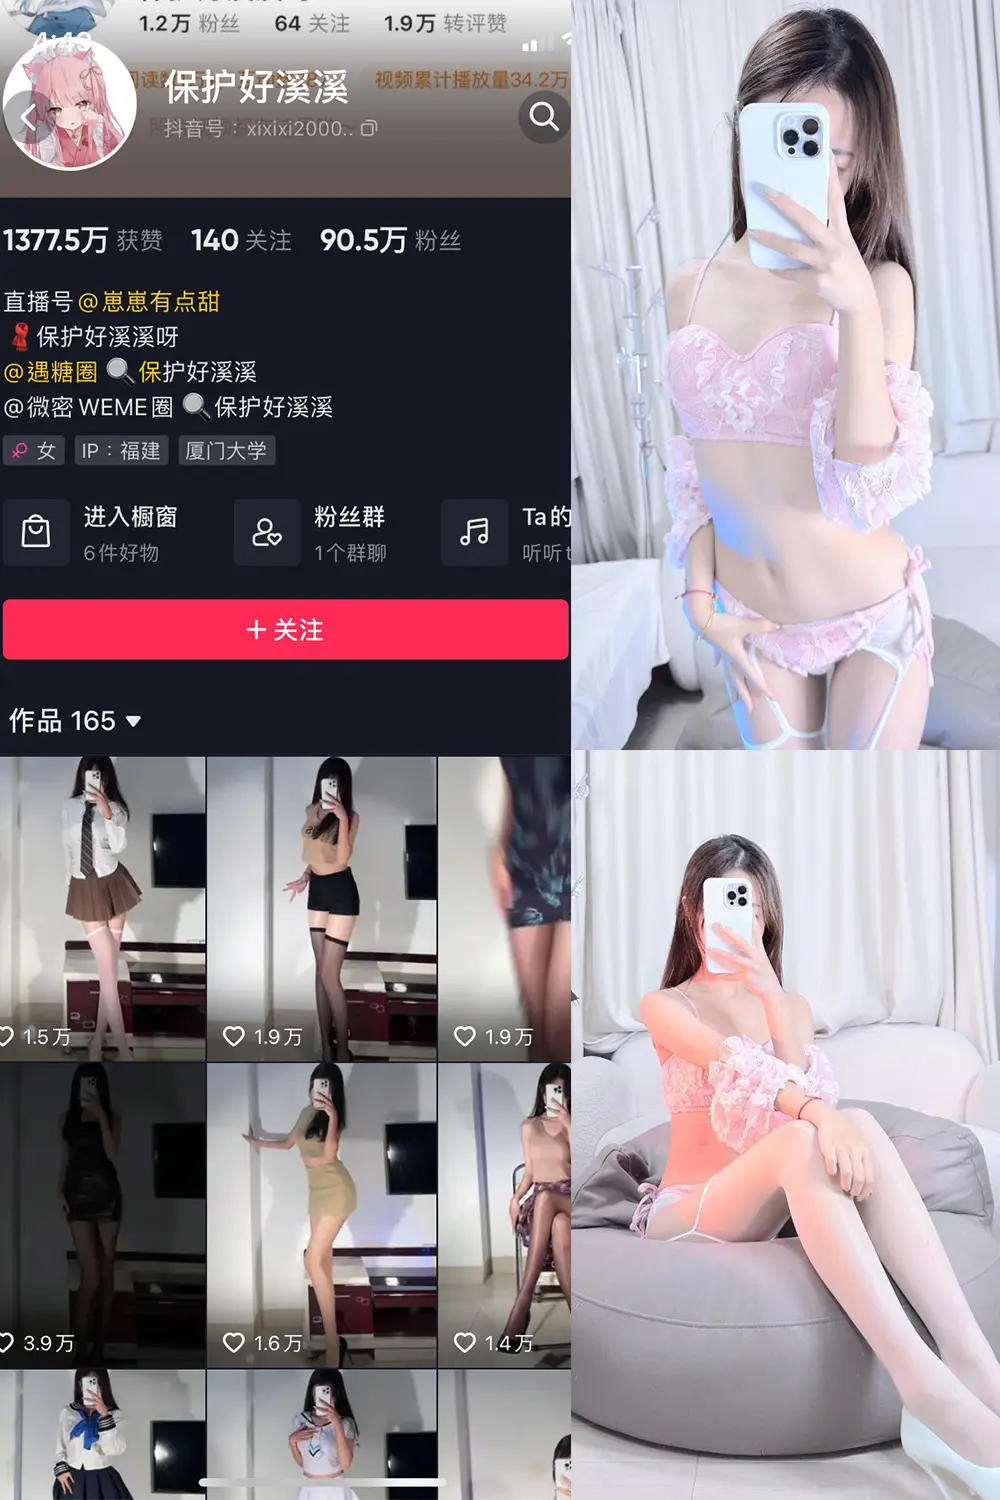 1.2万 粉丝 64 关注 1.9万 转评赞
4:49
视频累计播放量34.2万
保护好溪溪
抖音号：xixixi2000..
1377.5万 获赞 140 关注 90.5万 粉丝
直播号@崽崽有点甜
保护好溪溪呀
@遇糖圈 保护好溪溪
@微密 WEME圈 保护好溪溪
女 IP：福建 厦门大学
进入橱窗 粉丝群 Ta的
6件好物 1个群聊 听听
+ 关注
作品 165
1.5万 1.9万 1.9万
3.9万 1.6万 1.4万